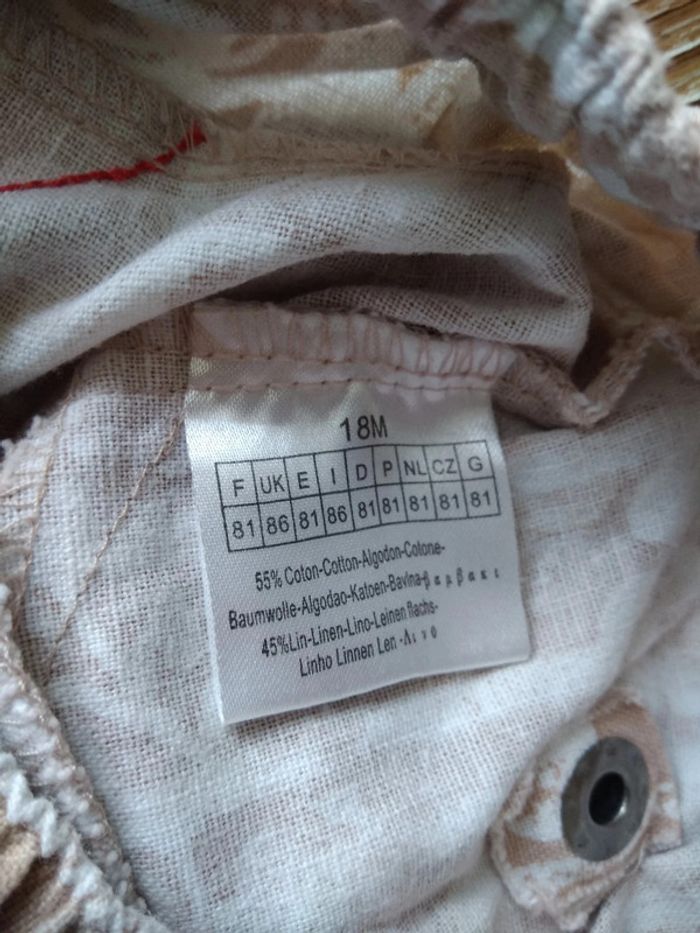 18M
F UK E I D P NL CZ G
81 86 81 86 81 81 81 81 81
55% Coton-Cotton-Algodon-Cotone-
Baumwolle-Algodao-Katoen-Bavlna-βαμβακι
45%Lin-Linen-Lino-Leinen flachs-
Linho Linnen Len -Λινο